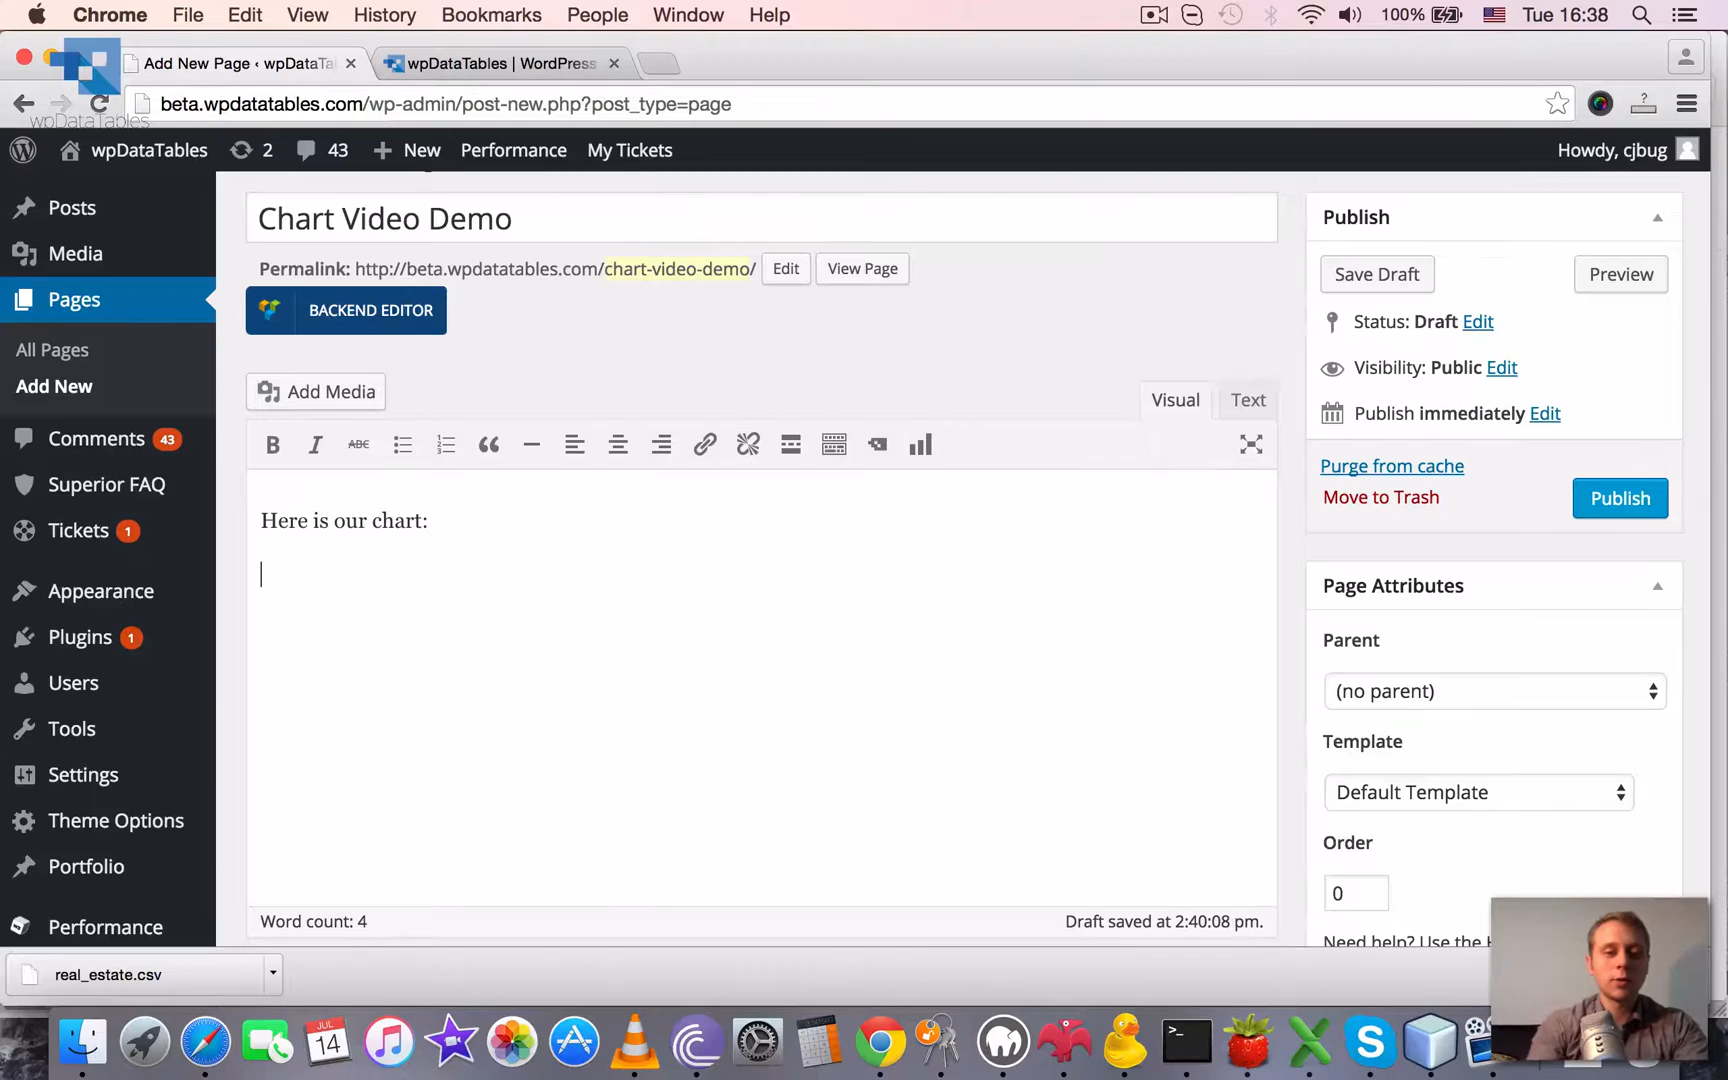 Chrome File Edit View History Bookmarks People Window Help 100% Tue 16:38
Add New Page ‹ wpDataTa wpDataTables | WordPress
beta.wpdatatables.com/wp-admin/post-new.php?post_type=page
wpDataTables
wpDataTables 2 43 New Performance My Tickets Howdy, cjbug
Posts
Media
Pages
All Pages
Add New
Comments 43
Superior FAQ
Tickets 1
Appearance
Plugins 1
Users
Tools
Settings
Theme Options
Portfolio
Performance
Chart Video Demo
Permalink: http://beta.wpdatatables.com/chart-video-demo/ Edit View Page
BACKEND EDITOR
Add Media
Visual Text
B I ABC
Here is our chart:
Word count: 4 Draft saved at 2:40:08 pm.
Publish
Save Draft Preview
Status: Draft Edit
Visibility: Public Edit
Publish immediately Edit
Purge from cache
Move to Trash
Publish
Page Attributes
Parent
(no parent)
Template
Default Template
Order
0
Need help? Use the H
real_estate.csv
JUL
14